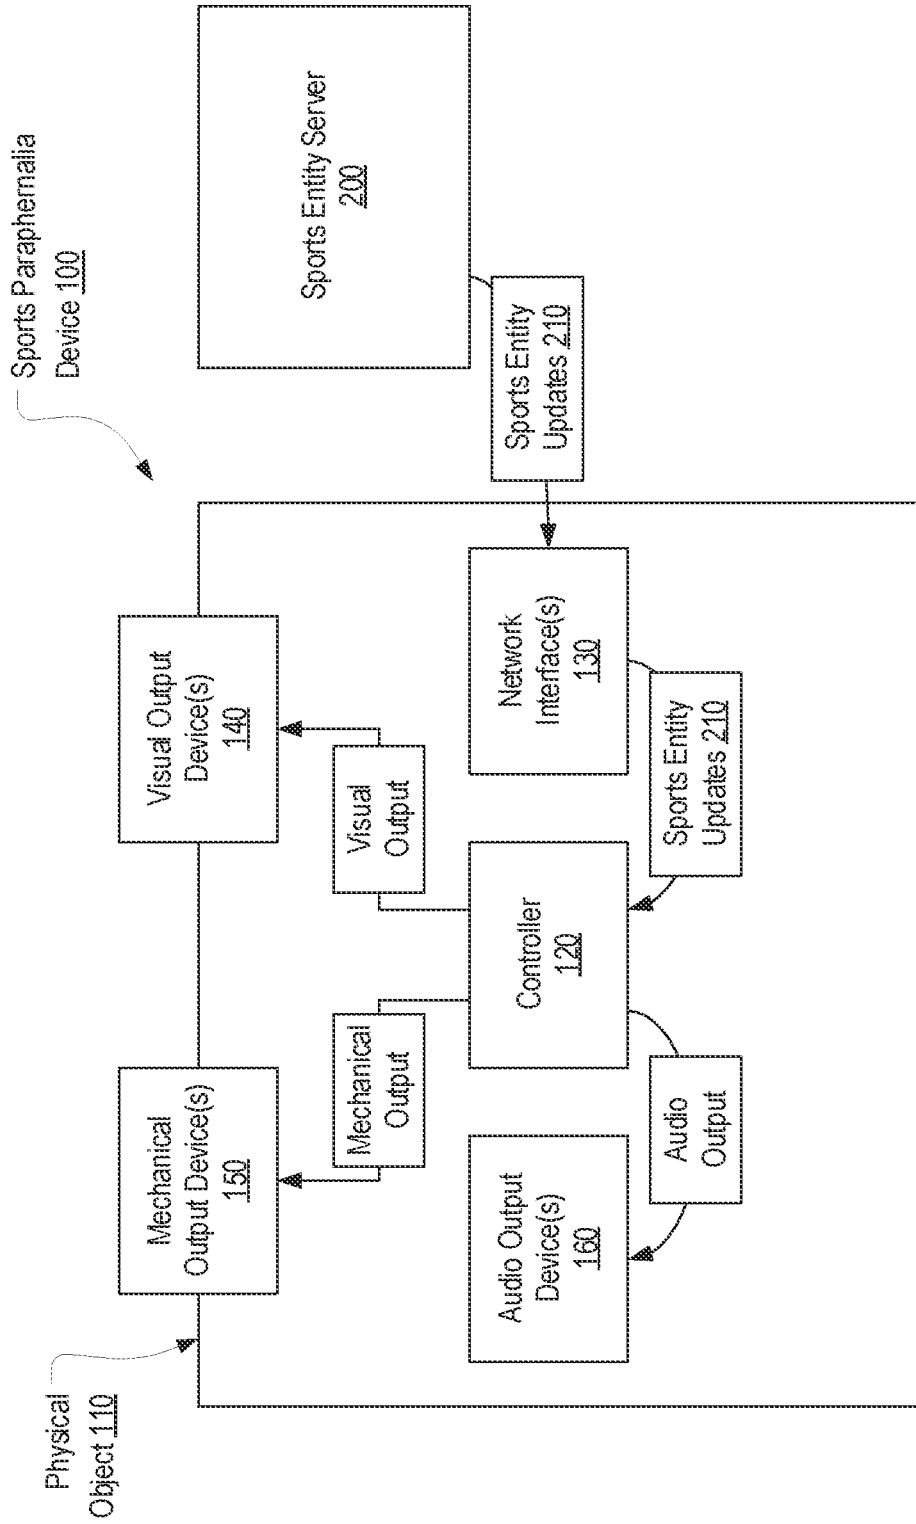 Sports Paraphernalia
Device 100
Physical
Object 110
Mechanical
Output Device(s)
150
Visual Output
Device(s)
140
Sports Entity Server
200
Mechanical
Output
Visual
Output
Sports Entity
Updates 210
Audio Output
Device(s)
160
Controller
120
Network
Interface(s)
130
Audio
Output
Sports Entity
Updates 210